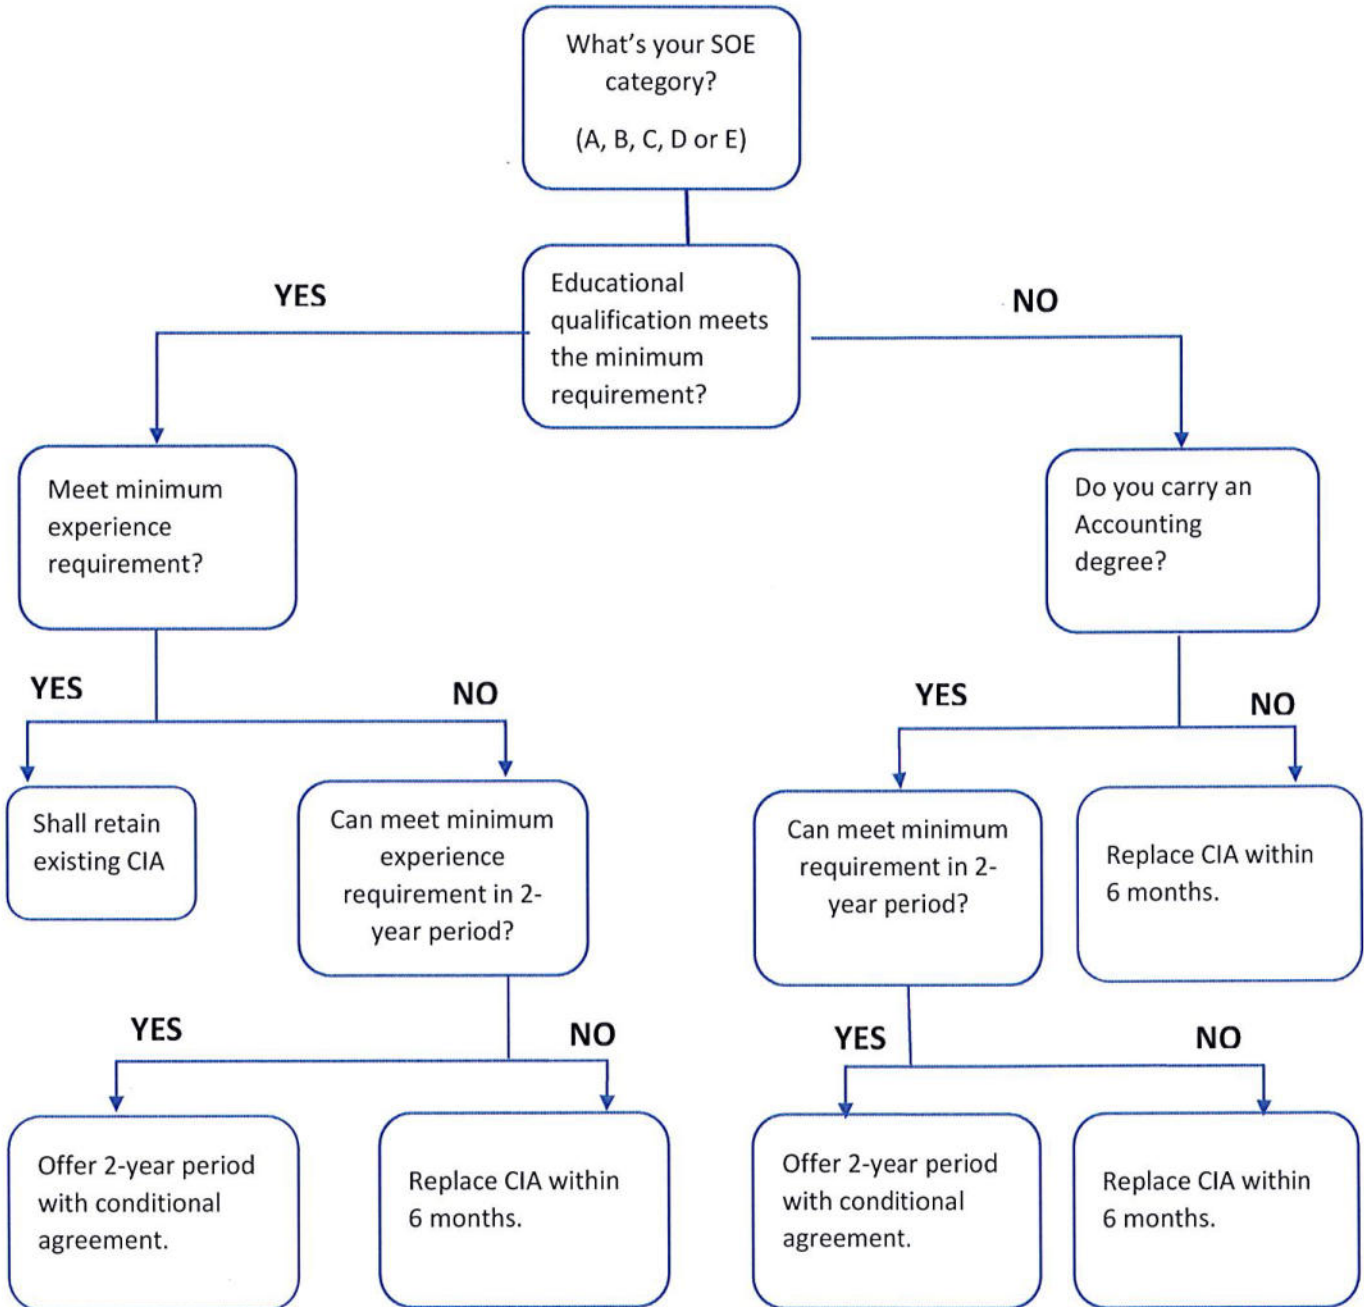 What's your SOE
category?
(A, B, C, D or E)
YES
Educational
qualification meets
the minimum
requirement?
NO
Meet minimum
experience
requirement?
Do you carry an
Accounting
degree?
YES
NO
YES
NO
Shall retain
existing CIA
Can meet minimum
experience
requirement in 2-
year period?
Can meet minimum
requirement in 2-
year period?
Replace CIA within
6 months.
YES
NO
YES
NO
Offer 2-year period
with conditional
agreement.
Replace CIA within
6 months.
Offer 2-year period
with conditional
agreement.
Replace CIA within
6 months.